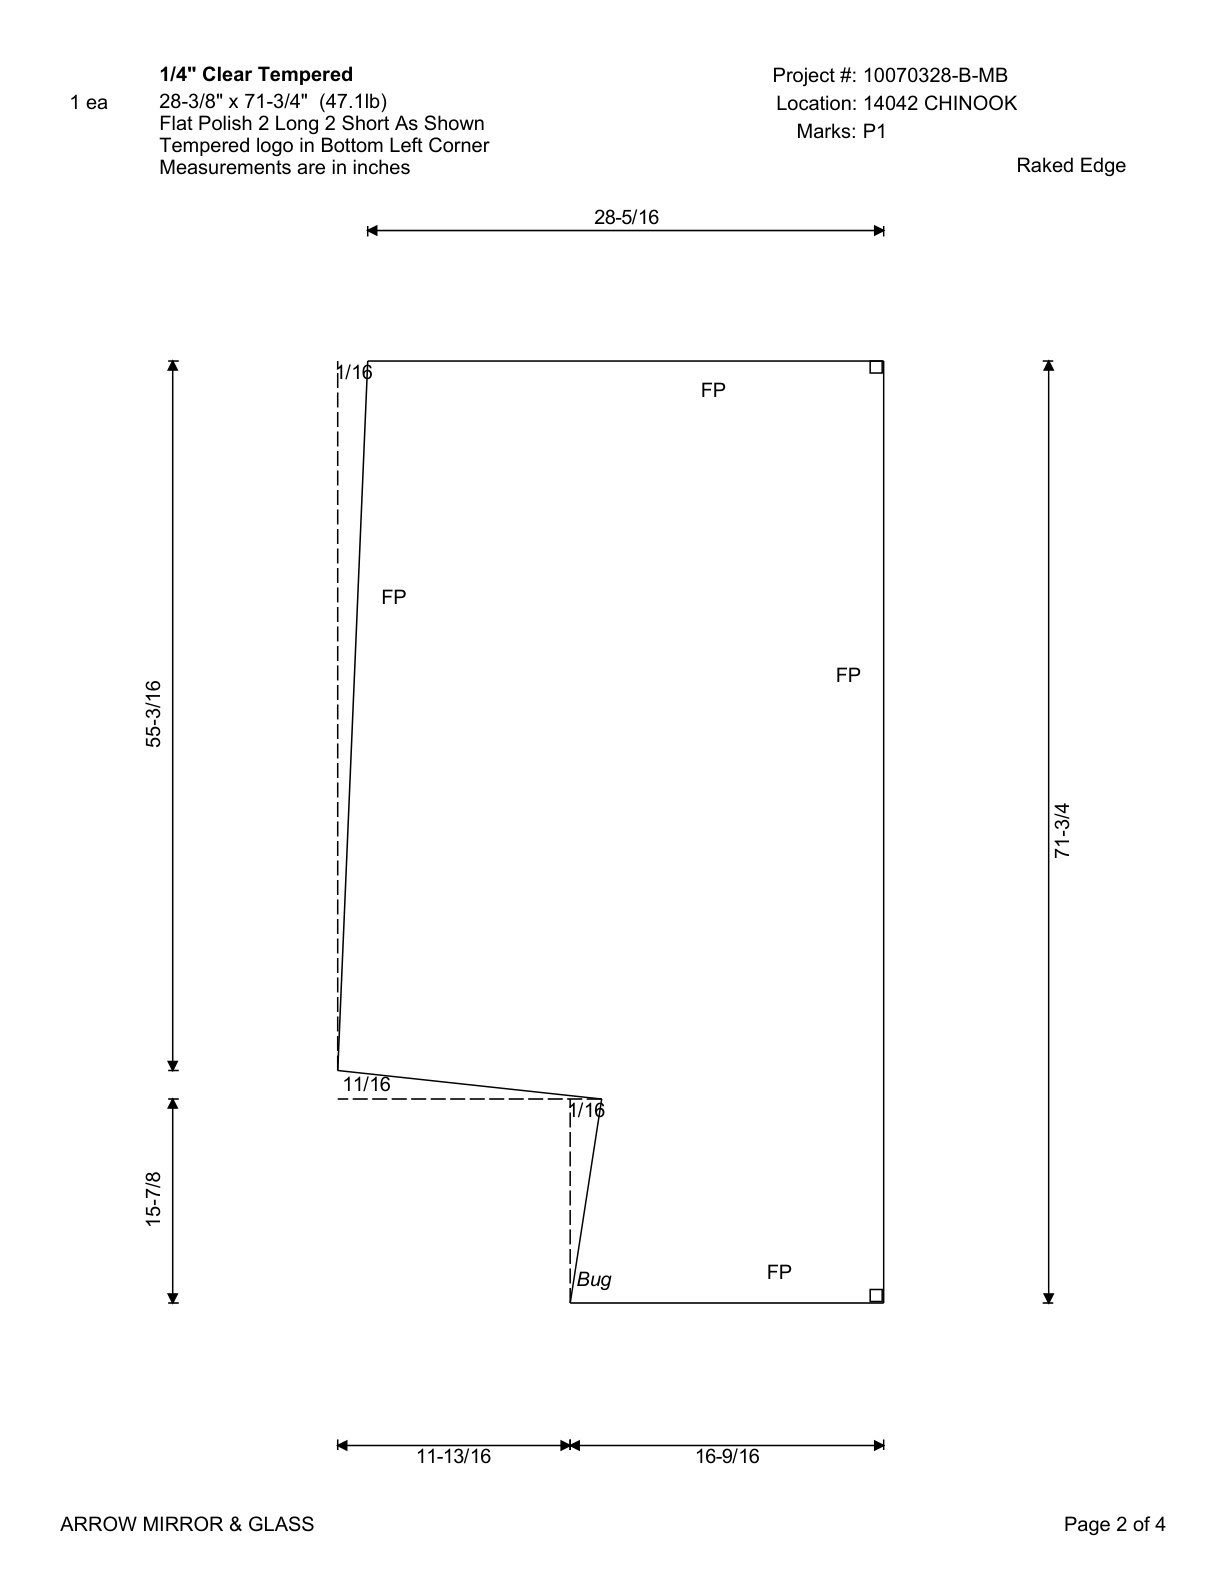 1/4" Clear Tempered
1 ea
28-3/8" x 71-3/4" (47.1lb)
Flat Polish 2 Long 2 Short As Shown
Tempered logo in Bottom Left Corner
Measurements are in inches
Project #: 10070328-B-MB
Location: 14042 CHINOOK
Marks: P1
Raked Edge
28-5/16
1/16
FP
FP
FP
55-3/16
71-3/4
11/16
1/16
15-7/8
Bug
FP
11-13/16
16-9/16
ARROW MIRROR & GLASS
Page 2 of 4